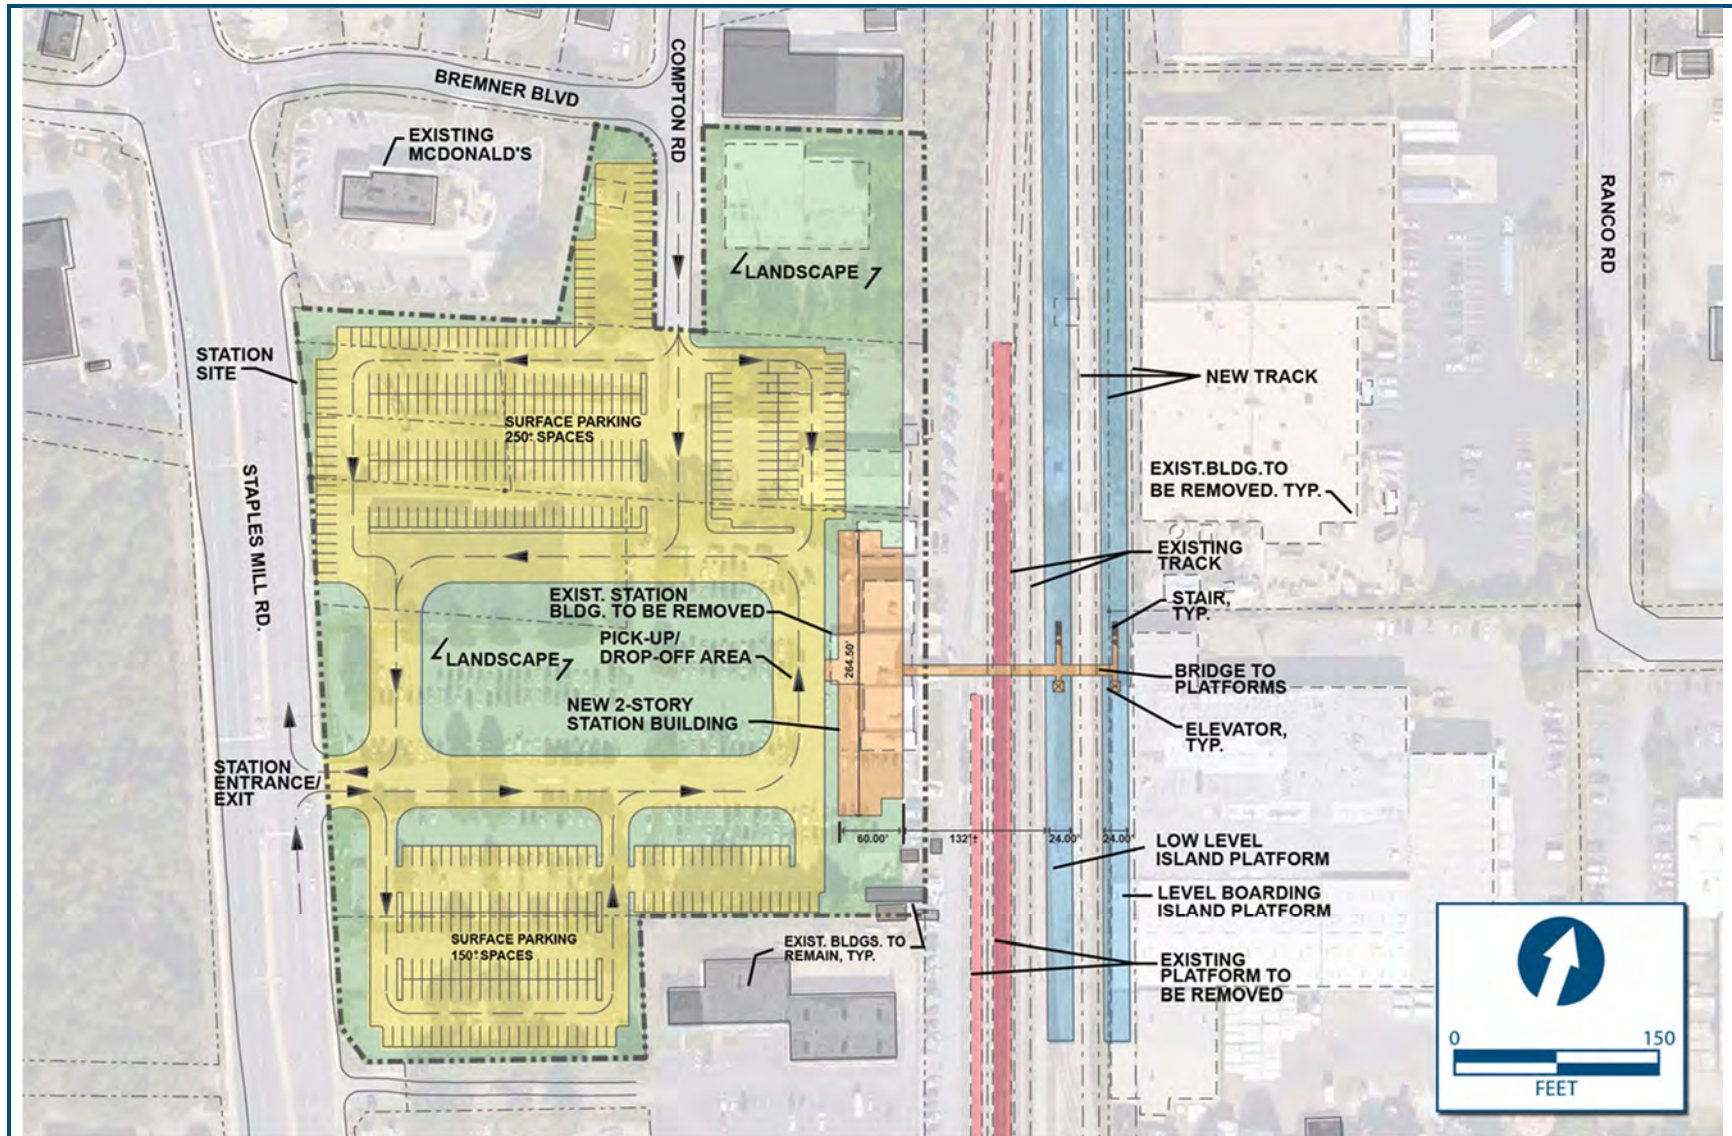 BREMNER BLVD
COMPTON RD
EXISTING
MCDONALD'S
RANCO RD
LANDSCAPE
STATION
SITE
NEW TRACK
SURFACE PARKING
250± SPACES
STAPLES MILL RD.
EXIST.BLDG.TO
BE REMOVED. TYP.
EXISTING
TRACK
EXIST. STATION
BLDG. TO BE REMOVED
STAIR,
TYP.
PICK-UP/
DROP-OFF AREA
LANDSCAPE
264.50'
BRIDGE TO
PLATFORMS
NEW 2-STORY
STATION BUILDING
ELEVATOR,
TYP.
STATION
ENTRANCE/
EXIT
60.00'
132'±
24.00'
24.00'
LOW LEVEL
ISLAND PLATFORM
LEVEL BOARDING
ISLAND PLATFORM
SURFACE PARKING
150± SPACES
EXIST. BLDGS. TO
REMAIN, TYP.
EXISTING
PLATFORM TO
BE REMOVED
0
150
FEET